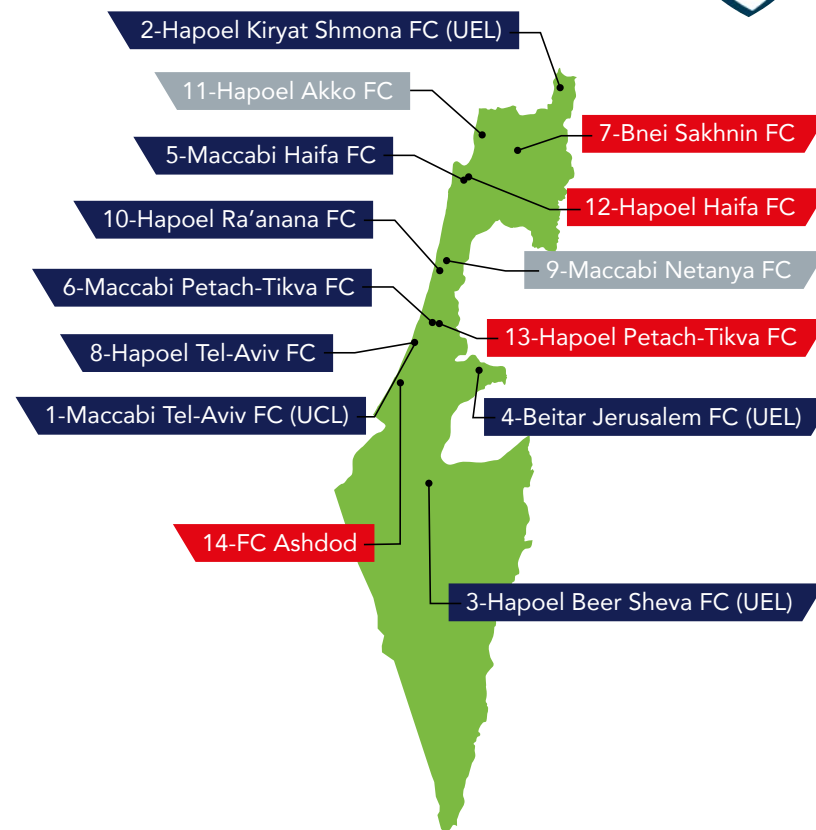 2-Hapoel Kiryat Shmona FC (UEL)
11-Hapoel Akko FC
7-Bnei Sakhnin FC
5-Maccabi Haifa FC
12-Hapoel Haifa FC
10-Hapoel Ra’anana FC
9-Maccabi Netanya FC
6-Maccabi Petach-Tikva FC
13-Hapoel Petach-Tikva FC
8-Hapoel Tel-Aviv FC
1-Maccabi Tel-Aviv FC (UCL)
4-Beitar Jerusalem FC (UEL)
14-FC Ashdod
3-Hapoel Beer Sheva FC (UEL)